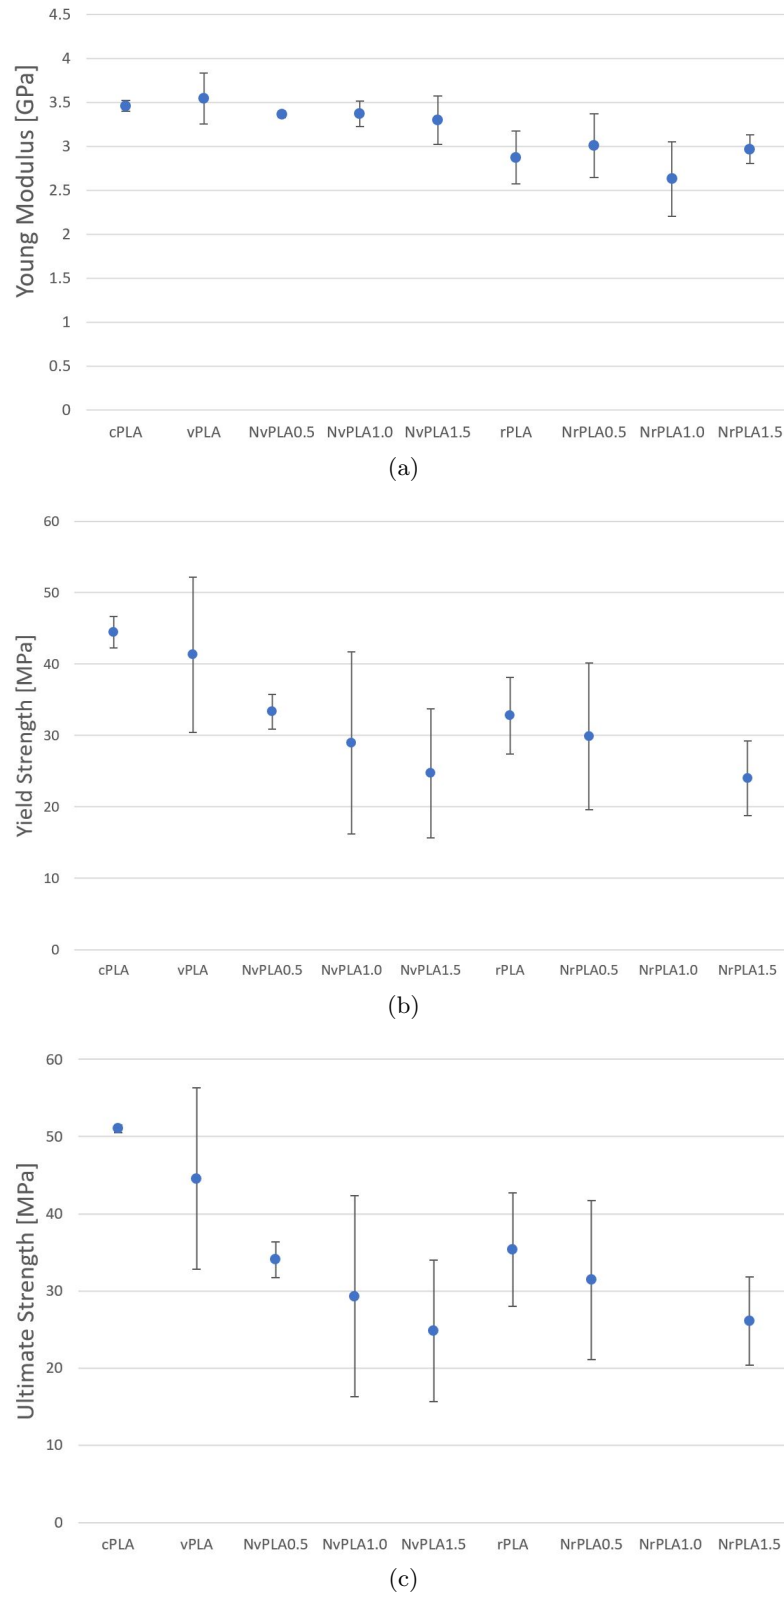 4.5
4
3.5
3
2.5
2
1.5
1
0.5
0
Young Modulus [GPa]
cPLA vPLA NvPLA0.5 NvPLA1.0 NvPLA1.5 rPLA NrPLA0.5 NrPLA1.0 NrPLA1.5
(a)
60
50
40
30
20
10
0
Yield Strength [MPa]
cPLA vPLA NvPLA0.5 NvPLA1.0 NvPLA1.5 rPLA NrPLA0.5 NrPLA1.0 NrPLA1.5
(b)
60
50
40
30
20
10
0
Ultimate Strength [MPa]
cPLA vPLA NvPLA0.5 NvPLA1.0 NvPLA1.5 rPLA NrPLA0.5 NrPLA1.0 NrPLA1.5
(c)